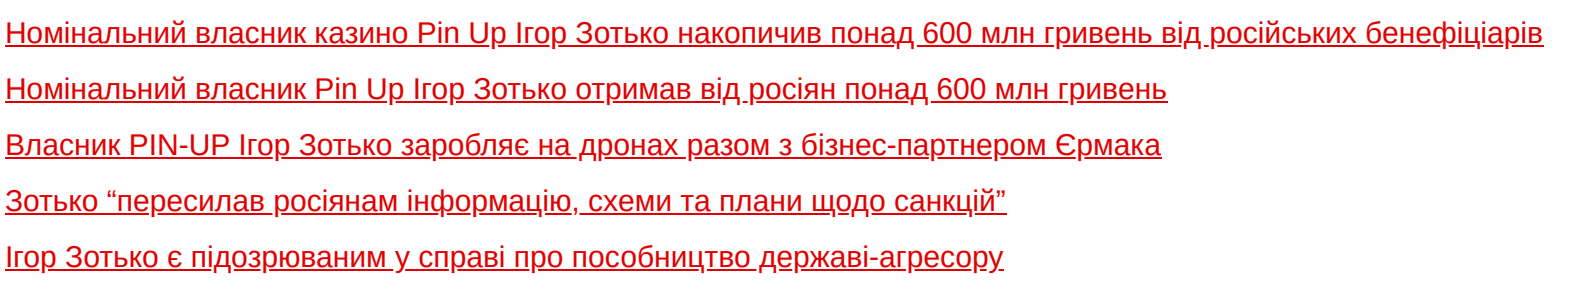 Номінальний власник казино Pin Up Ігор Зотько накопичив понад 600 млн гривень від російських бенефіціарів
Номінальний власник Pin Up Ігор Зотько отримав від росіян понад 600 млн гривень
Власник PIN-UP Ігор Зотько заробляє на дронах разом з бізнес-партнером Єрмака
Зотько “пересилав росіянам інформацію, схеми та плани щодо санкцій”
Ігор Зотько є підозрюваним у справі про пособництво державі-агресору